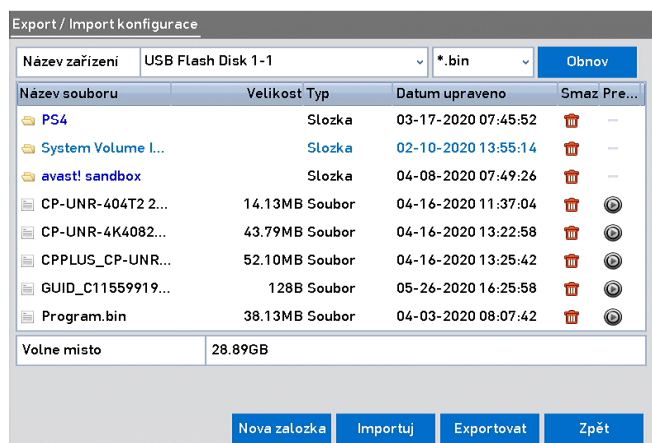 Export / Import konfigurace
Název zařízení USB Flash Disk 1-1 *.bin Obnov
Název souboru Velikost Typ Datum upraveno Smaz Pre...
PS4 Slozka 03-17-2020 07:45:52
System Volume I... Slozka 02-10-2020 13:55:14
avast! sandbox Slozka 04-08-2020 07:49:26
CP-UNR-404T2 2... 14.13MB Soubor 04-16-2020 11:37:04
CP-UNR-4K4082... 43.79MB Soubor 04-16-2020 13:22:58
CPPLUS_CP-UNR... 52.10MB Soubor 04-16-2020 13:25:42
GUID_C11559919... 128B Soubor 05-26-2020 16:25:58
Program.bin 38.13MB Soubor 04-03-2020 08:07:42
Volne misto 28.89GB
Nova zalozka Importuj Exportovat Zpět